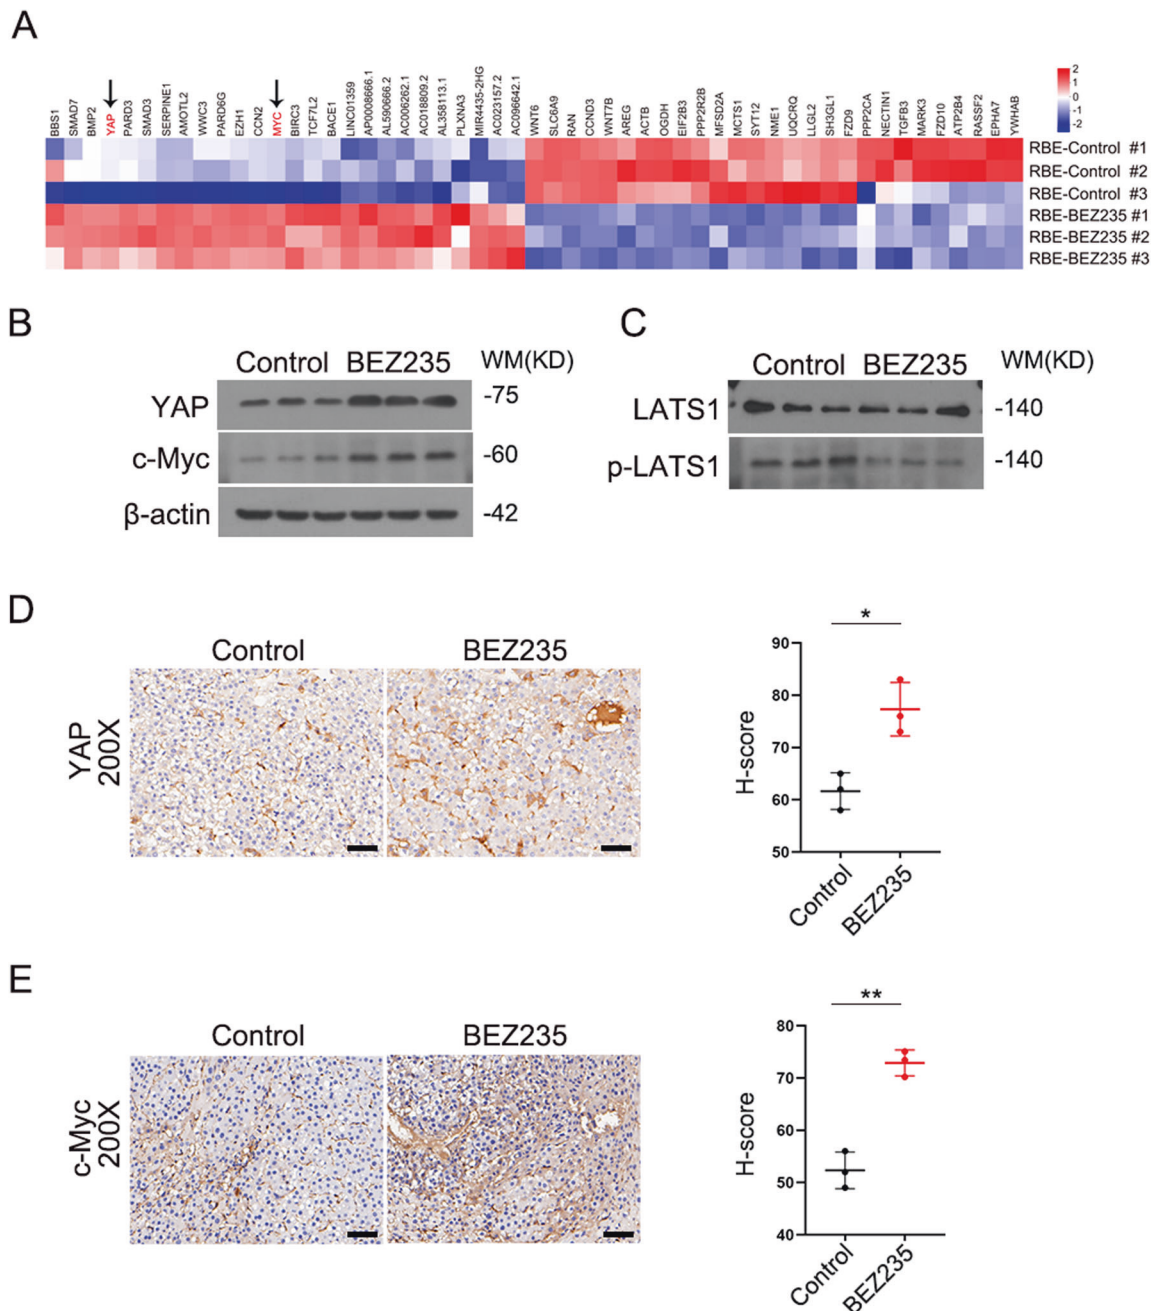 A
BBS1
SMAD7
BMP2
YAP
PARD3
SMAD3
SERPINE1
AMOTL2
WWC3
PARD6G
EZH1
CCN2
MYC
BIRC3
TCF7L2
BACE1
LINC01359
AP0008666.1
AL590666.2
AC006262.1
AC018809.2
AL358113.1
PLXNA3
MIR435-2HG
AC023157.2
AC096642.1
WNT6
SLC6A9
RAN
CCND3
WNT7B
AREG
ACTB
OGDH
EIF2B3
PPP2R2B
MFSD2A
MCTS1
SYT12
NME1
UQCRQ
LLGL2
SH3GL1
FZD9
PPP2CA
NECTIN1
TGFB3
MARK3
FZD10
ATP2B4
RASSF2
EPHA7
YWHAB
2
1
0
-1
-2
RBE-Control #1
RBE-Control #2
RBE-Control #3
RBE-BEZ235 #1
RBE-BEZ235 #2
RBE-BEZ235 #3
B
Control BEZ235 WM(KD)
YAP -75
c-Myc -60
β-actin -42
C
Control BEZ235 WM(KD)
LATS1 -140
p-LATS1 -140
D
Control BEZ235
YAP
200X
*
H-score
90
80
70
60
50
Control
BEZ235
E
Control BEZ235
c-Myc
200X
**
H-score
80
70
60
50
40
Control
BEZ235